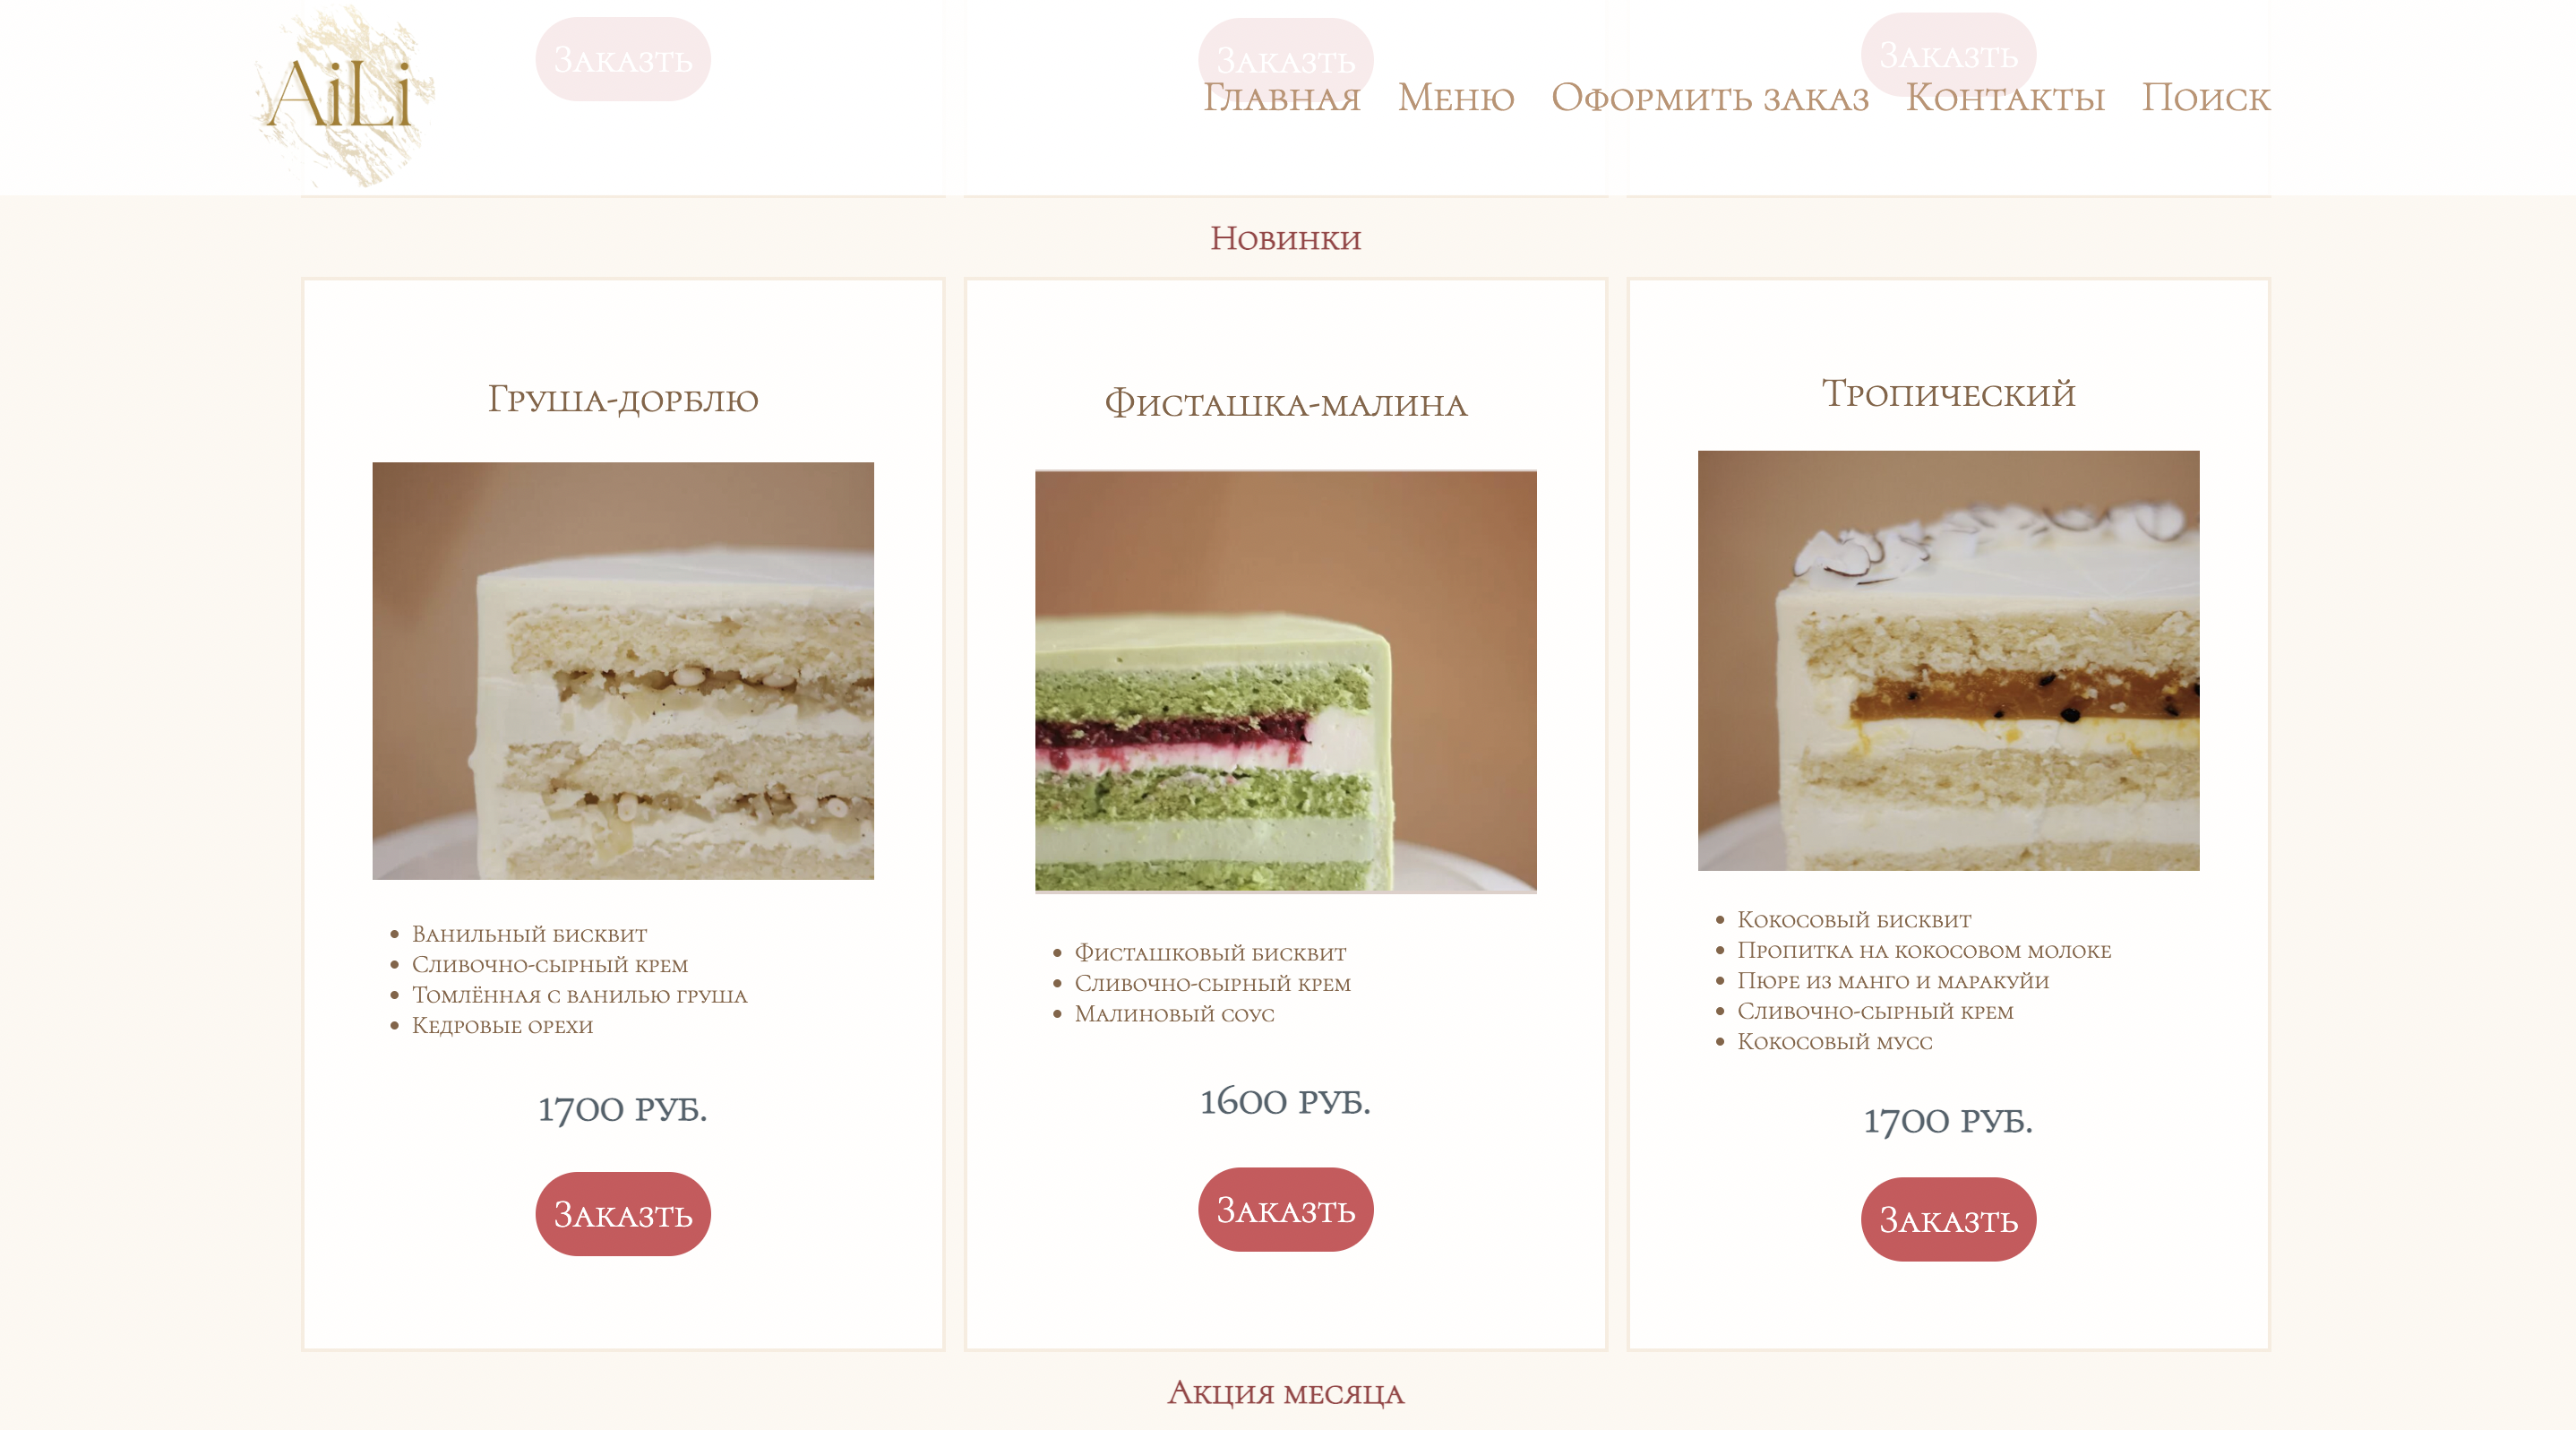 AiLi
Заказть
Заказть
Заказть
Главная Меню Оформить заказ Контакты Поиск
Новинки
Груша-дорблю
Ванильный бисквит
Сливочно-сырный крем
Томлённая с ванилью груша
Кедровые орехи
1700 руб.
Заказть
Фисташка-малина
Фисташковый бисквит
Сливочно-сырный крем
Малиновый соус
1600 руб.
Заказть
Тропический
Кокосовый бисквит
Пропитка на кокосовом молоке
Пюре из манго и маракуйи
Сливочно-сырный крем
Кокосовый мусс
1700 руб.
Заказть
Акция месяца